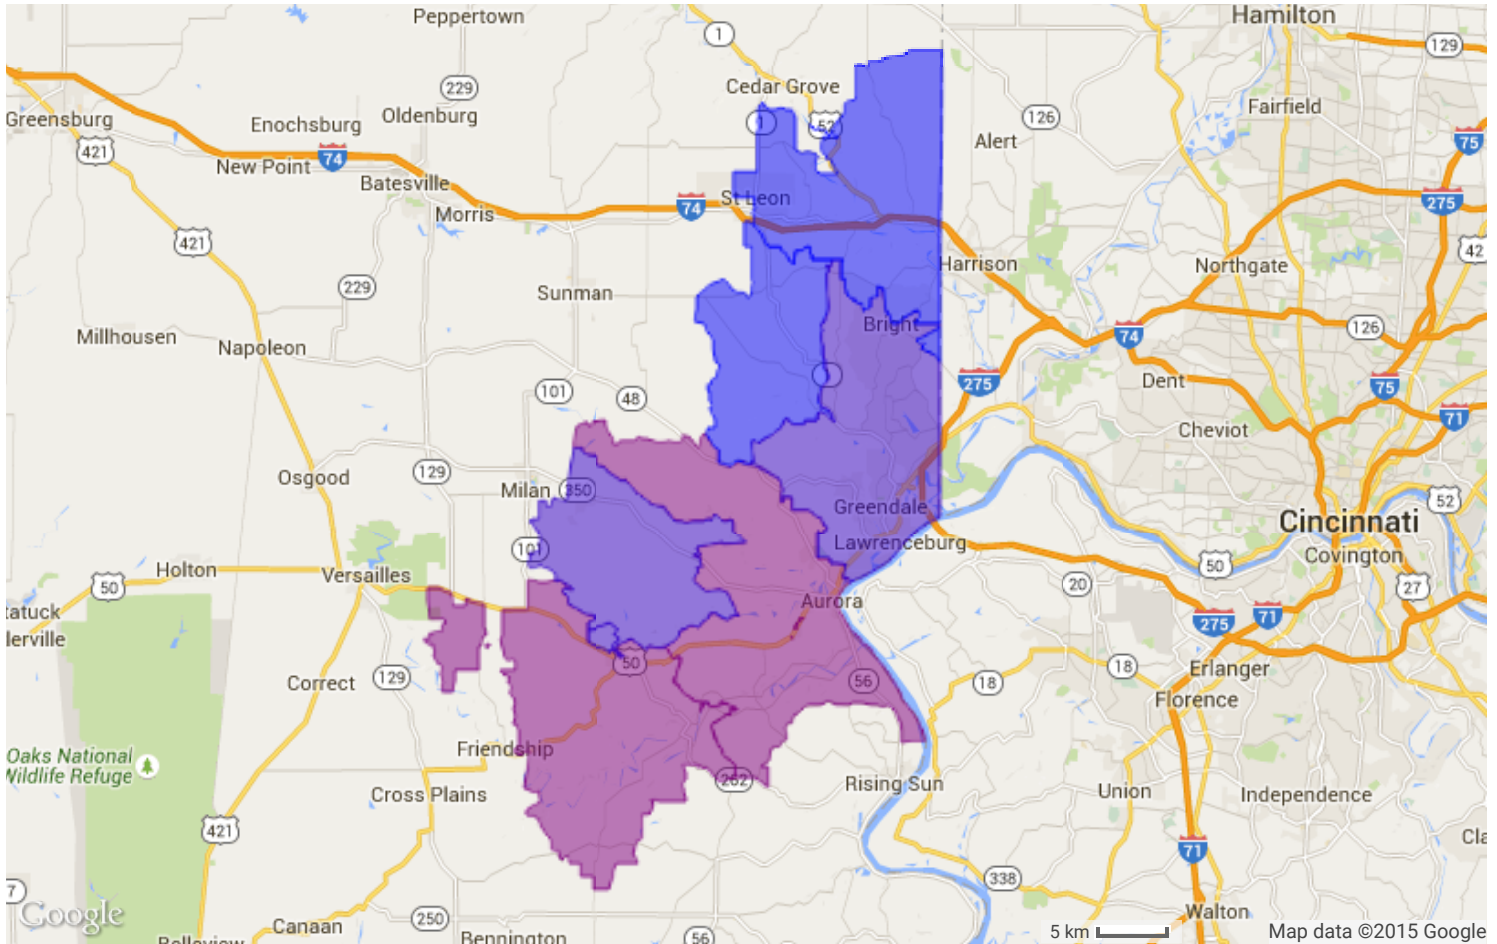 Peppertown
Hamilton
1
129
229
Cedar Grove
Greensburg
Enochsburg
Oldenburg
Fairfield
1
52
126
421
Alert
75
New Point
74
Batesville
St Leon
275
Morris
74
421
42
Harrison
Northgate
229
Sunman
Millhousen
Napoleon
Bright
74
126
275
Dent
75
101
48
71
Cheviot
Osgood
129
Milan
350
Greendale
52
Cincinnati
101
Lawrenceburg
Covington
Holton
50
Versailles
50
20
27
Aurora
tatuck
lerville
275
71
50
18
Erlanger
129
Correct
56
18
Florence
Friendship
Oaks National
Wildlife Refuge
262
Rising Sun
Cross Plains
Union
Independence
421
Cla
71
338
7
Google
250
Canaan
Walton
Belleview
Bennington
56
5 km
Map data ©2015 Google